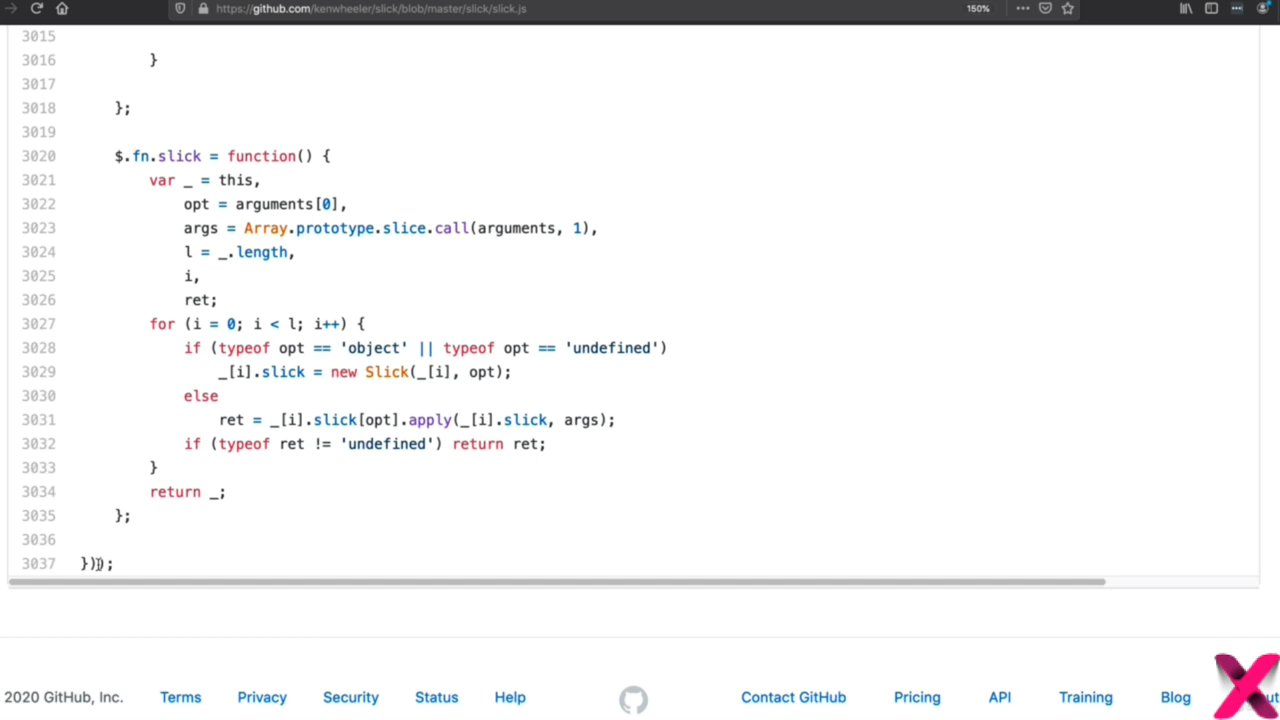 https://github.com/kenwheeler/slick/blob/master/slick/slick.js 150%
3015
3016 }
3017
3018 };
3019
3020 $.fn.slick = function() {
3021 var _ = this,
3022 opt = arguments[0],
3023 args = Array.prototype.slice.call(arguments, 1),
3024 l = _.length,
3025 i,
3026 ret;
3027 for (i = 0; i < l; i++) {
3028 if (typeof opt == 'object' || typeof opt == 'undefined')
3029 _[i].slick = new Slick(_[i], opt);
3030 else
3031 ret = _[i].slick[opt].apply(_[i].slick, args);
3032 if (typeof ret != 'undefined') return ret;
3033 }
3034 return _;
3035 };
3036
3037 }));
2020 GitHub, Inc. Terms Privacy Security Status Help Contact GitHub Pricing API Training Blog